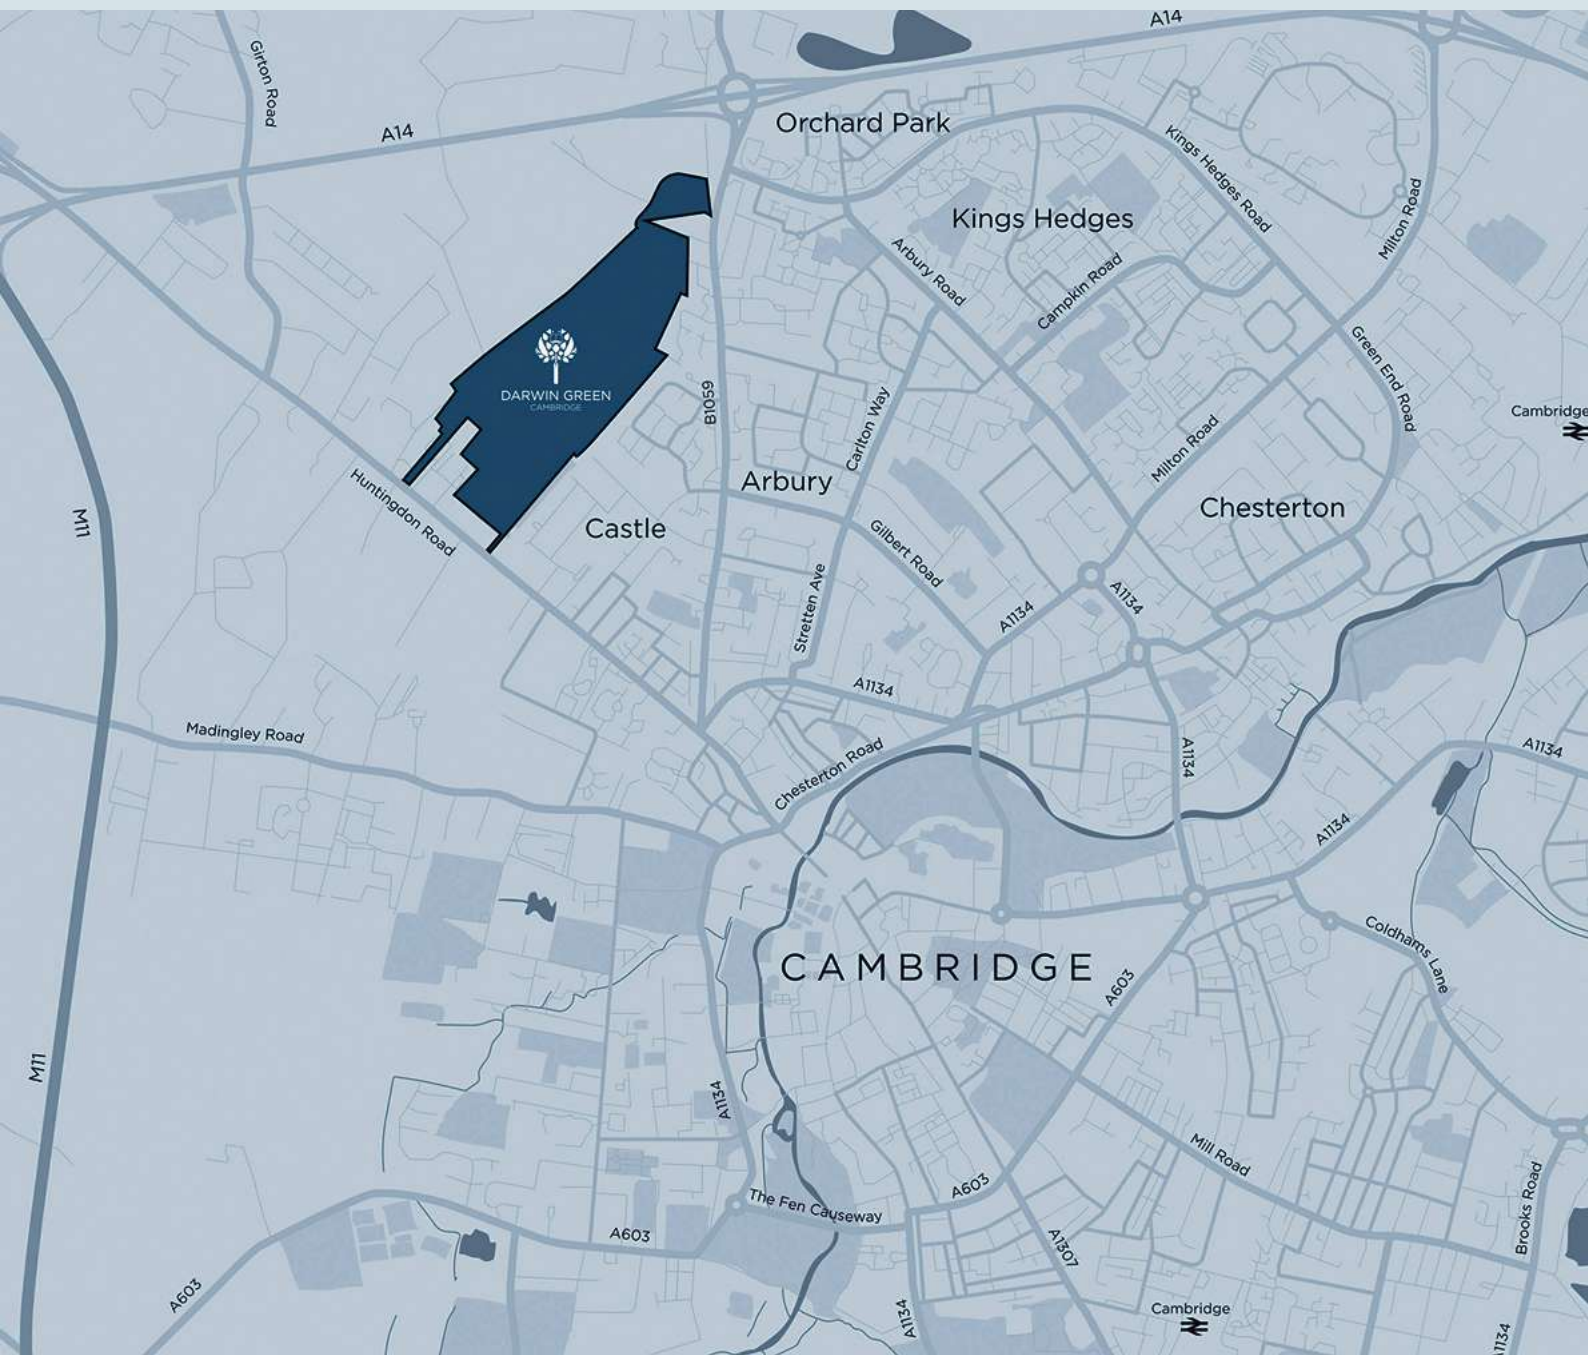 A14
Girton Road
A14
Orchard Park
Kings Hedges Road
Kings Hedges
Milton Road
Arbury Road
Campkin Road
Green End Road
DARWIN GREEN
CAMBRIDGE
B1059
Carlton Way
Cambridge
Milton Road
Huntingdon Road
Arbury
Chesterton
M11
Castle
Gilbert Road
Stretten Ave
A1134
A1134
A1134
Madingley Road
Chesterton Road
A1134
A1134
A1134
CAMBRIDGE
Coldhams Lane
A603
M11
A1134
Mill Road
The Fen Causeway
A603
Brooks Road
A603
A1307
A603
Cambridge
A1134
1134